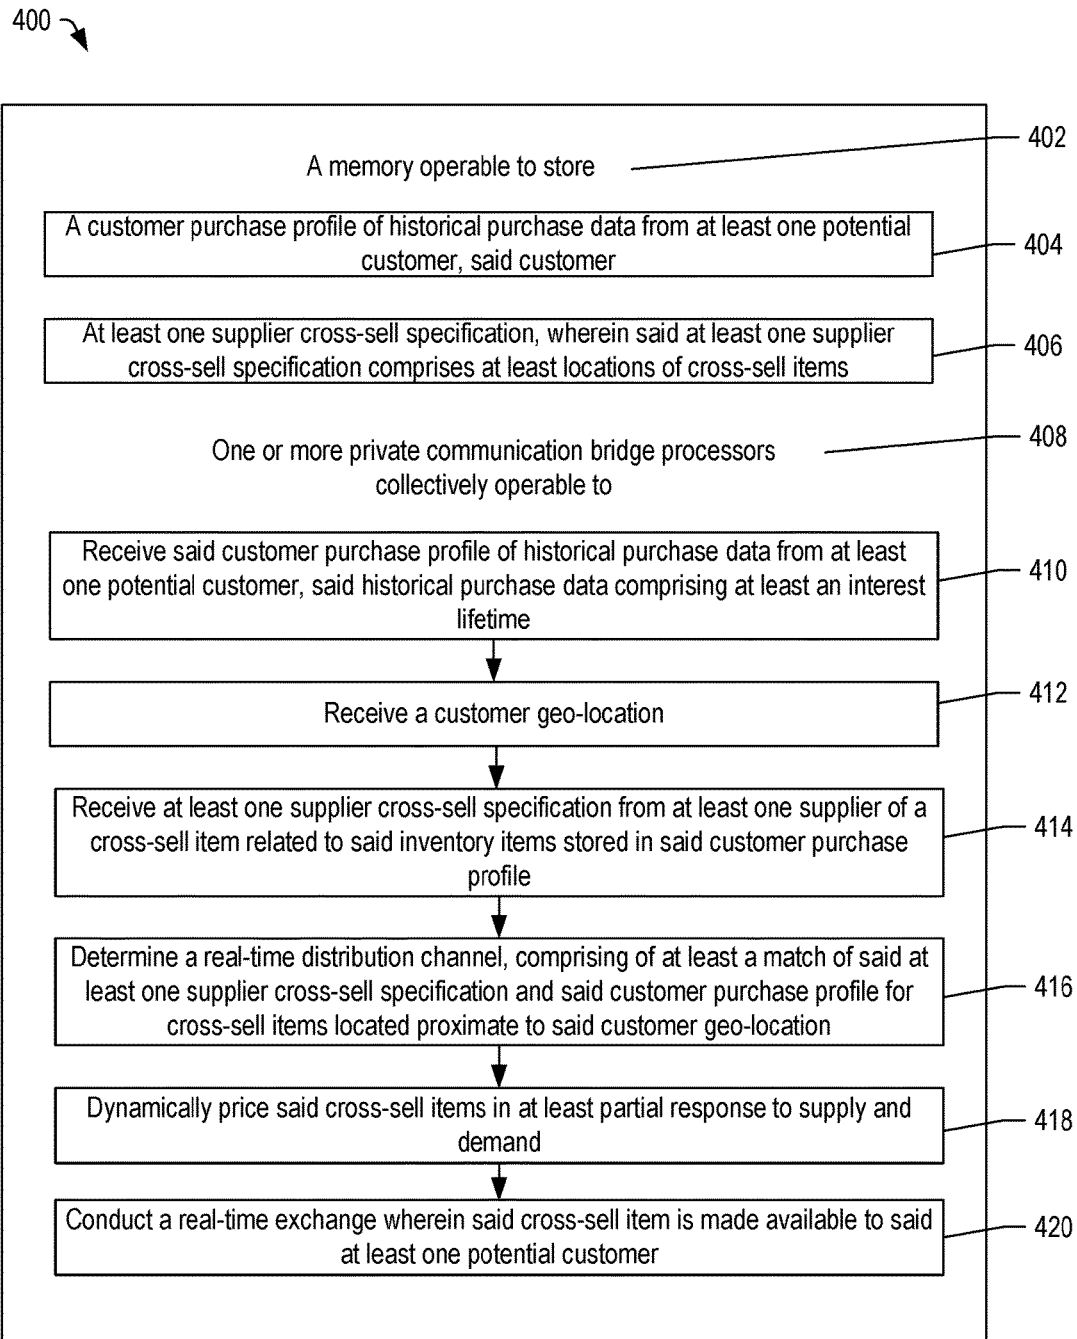 400
402
A memory operable to store
A customer purchase profile of historical purchase data from at least one potential
customer, said customer
404
At least one supplier cross-sell specification, wherein said at least one supplier
cross-sell specification comprises at least locations of cross-sell items
406
408
One or more private communication bridge processors
collectively operable to
Receive said customer purchase profile of historical purchase data from at least
one potential customer, said historical purchase data comprising at least an interest
lifetime
410
Receive a customer geo-location
412
Receive at least one supplier cross-sell specification from at least one supplier of a
cross-sell item related to said inventory items stored in said customer purchase
profile
414
Determine a real-time distribution channel, comprising of at least a match of said at
least one supplier cross-sell specification and said customer purchase profile for
cross-sell items located proximate to said customer geo-location
416
Dynamically price said cross-sell items in at least partial response to supply and
demand
418
Conduct a real-time exchange wherein said cross-sell item is made available to said
at least one potential customer
420